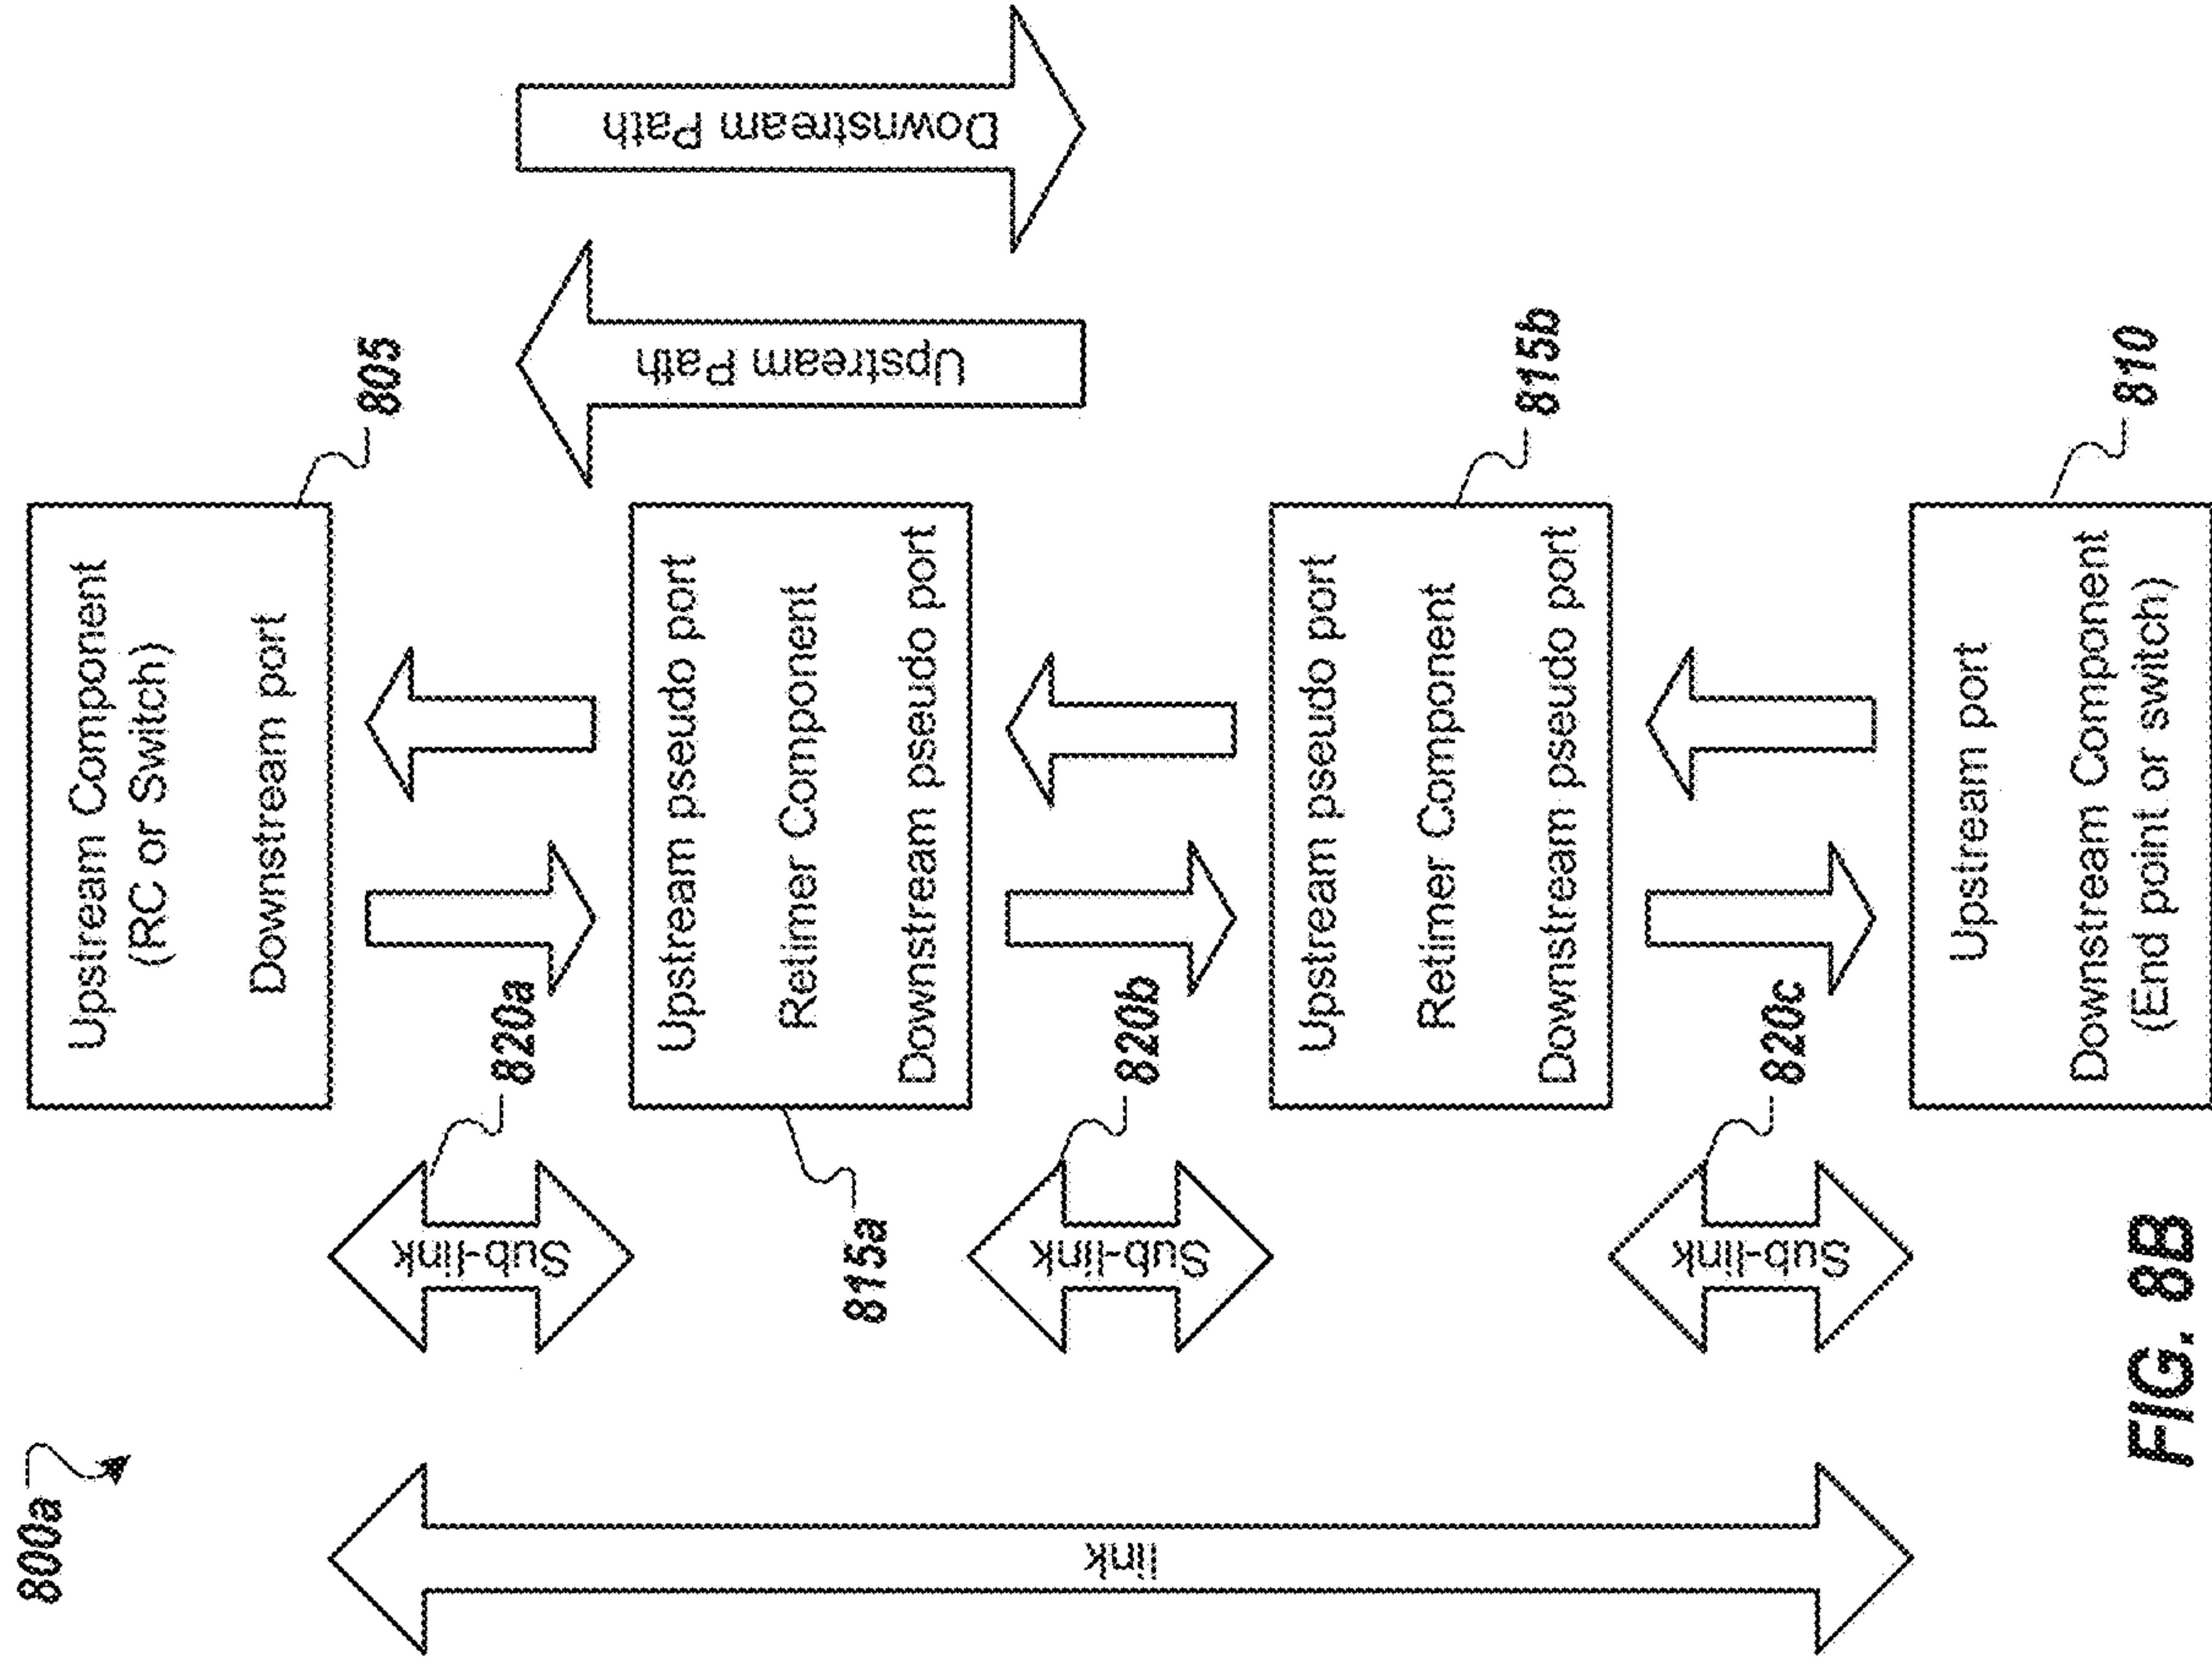 800a
Upstream Component
(RC or Switch)
Downstream port
805
820a
Sub-link
Upstream pseudo port
Retimer Component
Downstream pseudo port
815a
820b
Sub-link
Upstream pseudo port
Retimer Component
Downstream pseudo port
815b
820c
Sub-link
Upstream port
Downstream Component
(End point or switch)
810
link
Upstream Path
Downstream Path
FIG. 8B